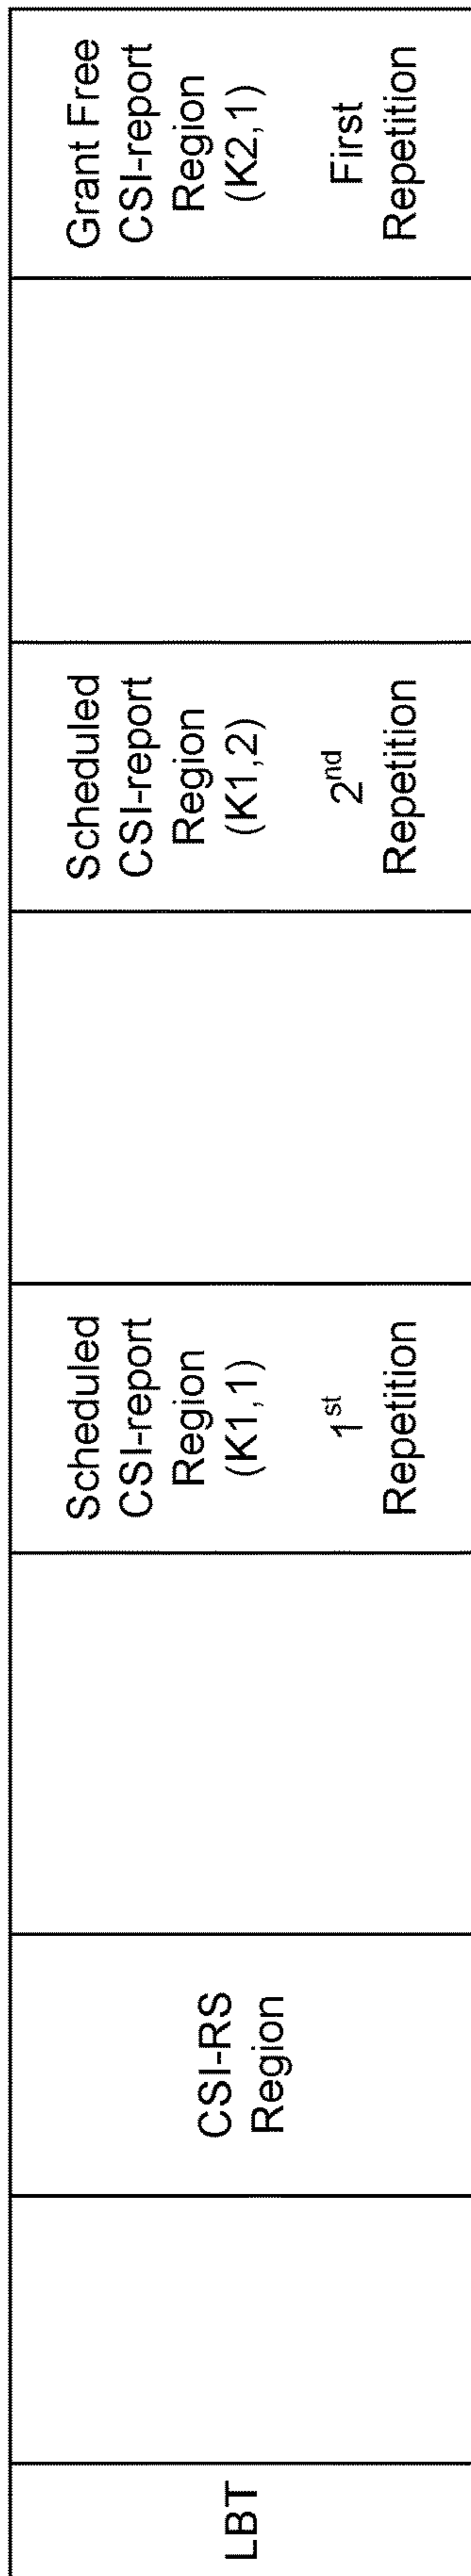 LBT
CSI-RS
Region
Scheduled
CSI-report
Region
(K1,1)
1st
Repetition
Scheduled
CSI-report
Region
(K1,2)
2nd
Repetition
Grant Free
CSI-report
Region
(K2,1)
First
Repetition